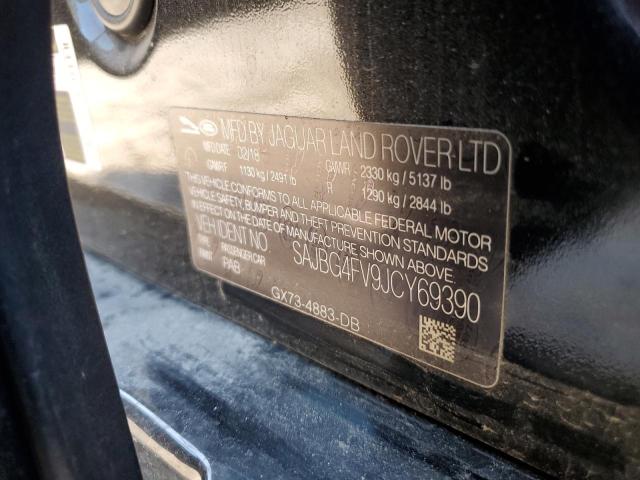 MFD.BY JAGUAR LAND ROVER LTD
MFD DATE 02/18 GVWR 2330 kg / 5137 lb
GAWR F 1130 kg / 2491 lb R 1290 kg / 2844 lb
THIS VEHICLE CONFORMS TO ALL APPLICABLE FEDERAL MOTOR
VEHICLE SAFETY, BUMPER AND THEFT PREVENTION STANDARDS
IN EFFECT ON THE DATE OF MANUFACTURE SHOWN ABOVE.
VEH IDENT NO SAJBG4FV9JCY69390
TYPE PASSENGER CAR
PAINT PAB
GX73-4883-DB